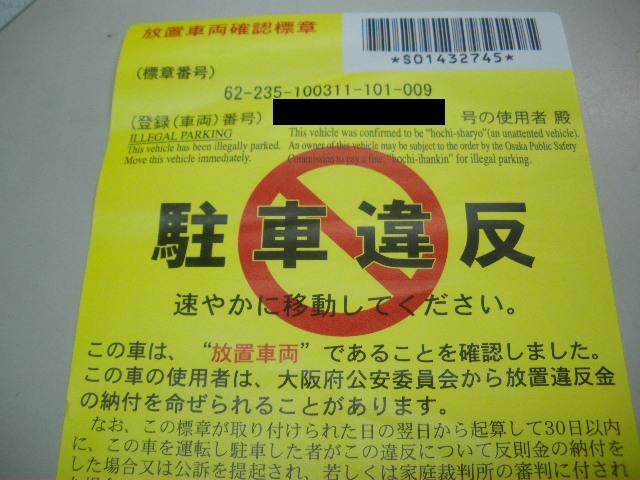 放置車両確認標章
*S01432745*
(標章番号)
62-235-100311-101-009
(登録(車両)番号) 号の使用者 殿
ILLEGAL PARKING
This vehicle has been illegally parked.
Move this vehicle immediately.
This vehicle was confirmed to be "hochi-sharyo"(an unattented vehicle).
An owner of this vehicle may be subject to the order by the Osaka Public Safety
Commission to pay a fine, "hochi-ihankin" for illegal parking.
駐車違反
速やかに移動してください。
この車は、“放置車両”であることを確認しました。
この車の使用者は、大阪府公安委員会から放置違反金
の納付を命ぜられることがあります。
なお、この標章が取り付けられた日の翌日から起算して30日以内
に、この車を運転し駐車した者がこの違反について反則金の納付を
した場合又は公訴を提起され、若しくは家庭裁判所の審判に付され